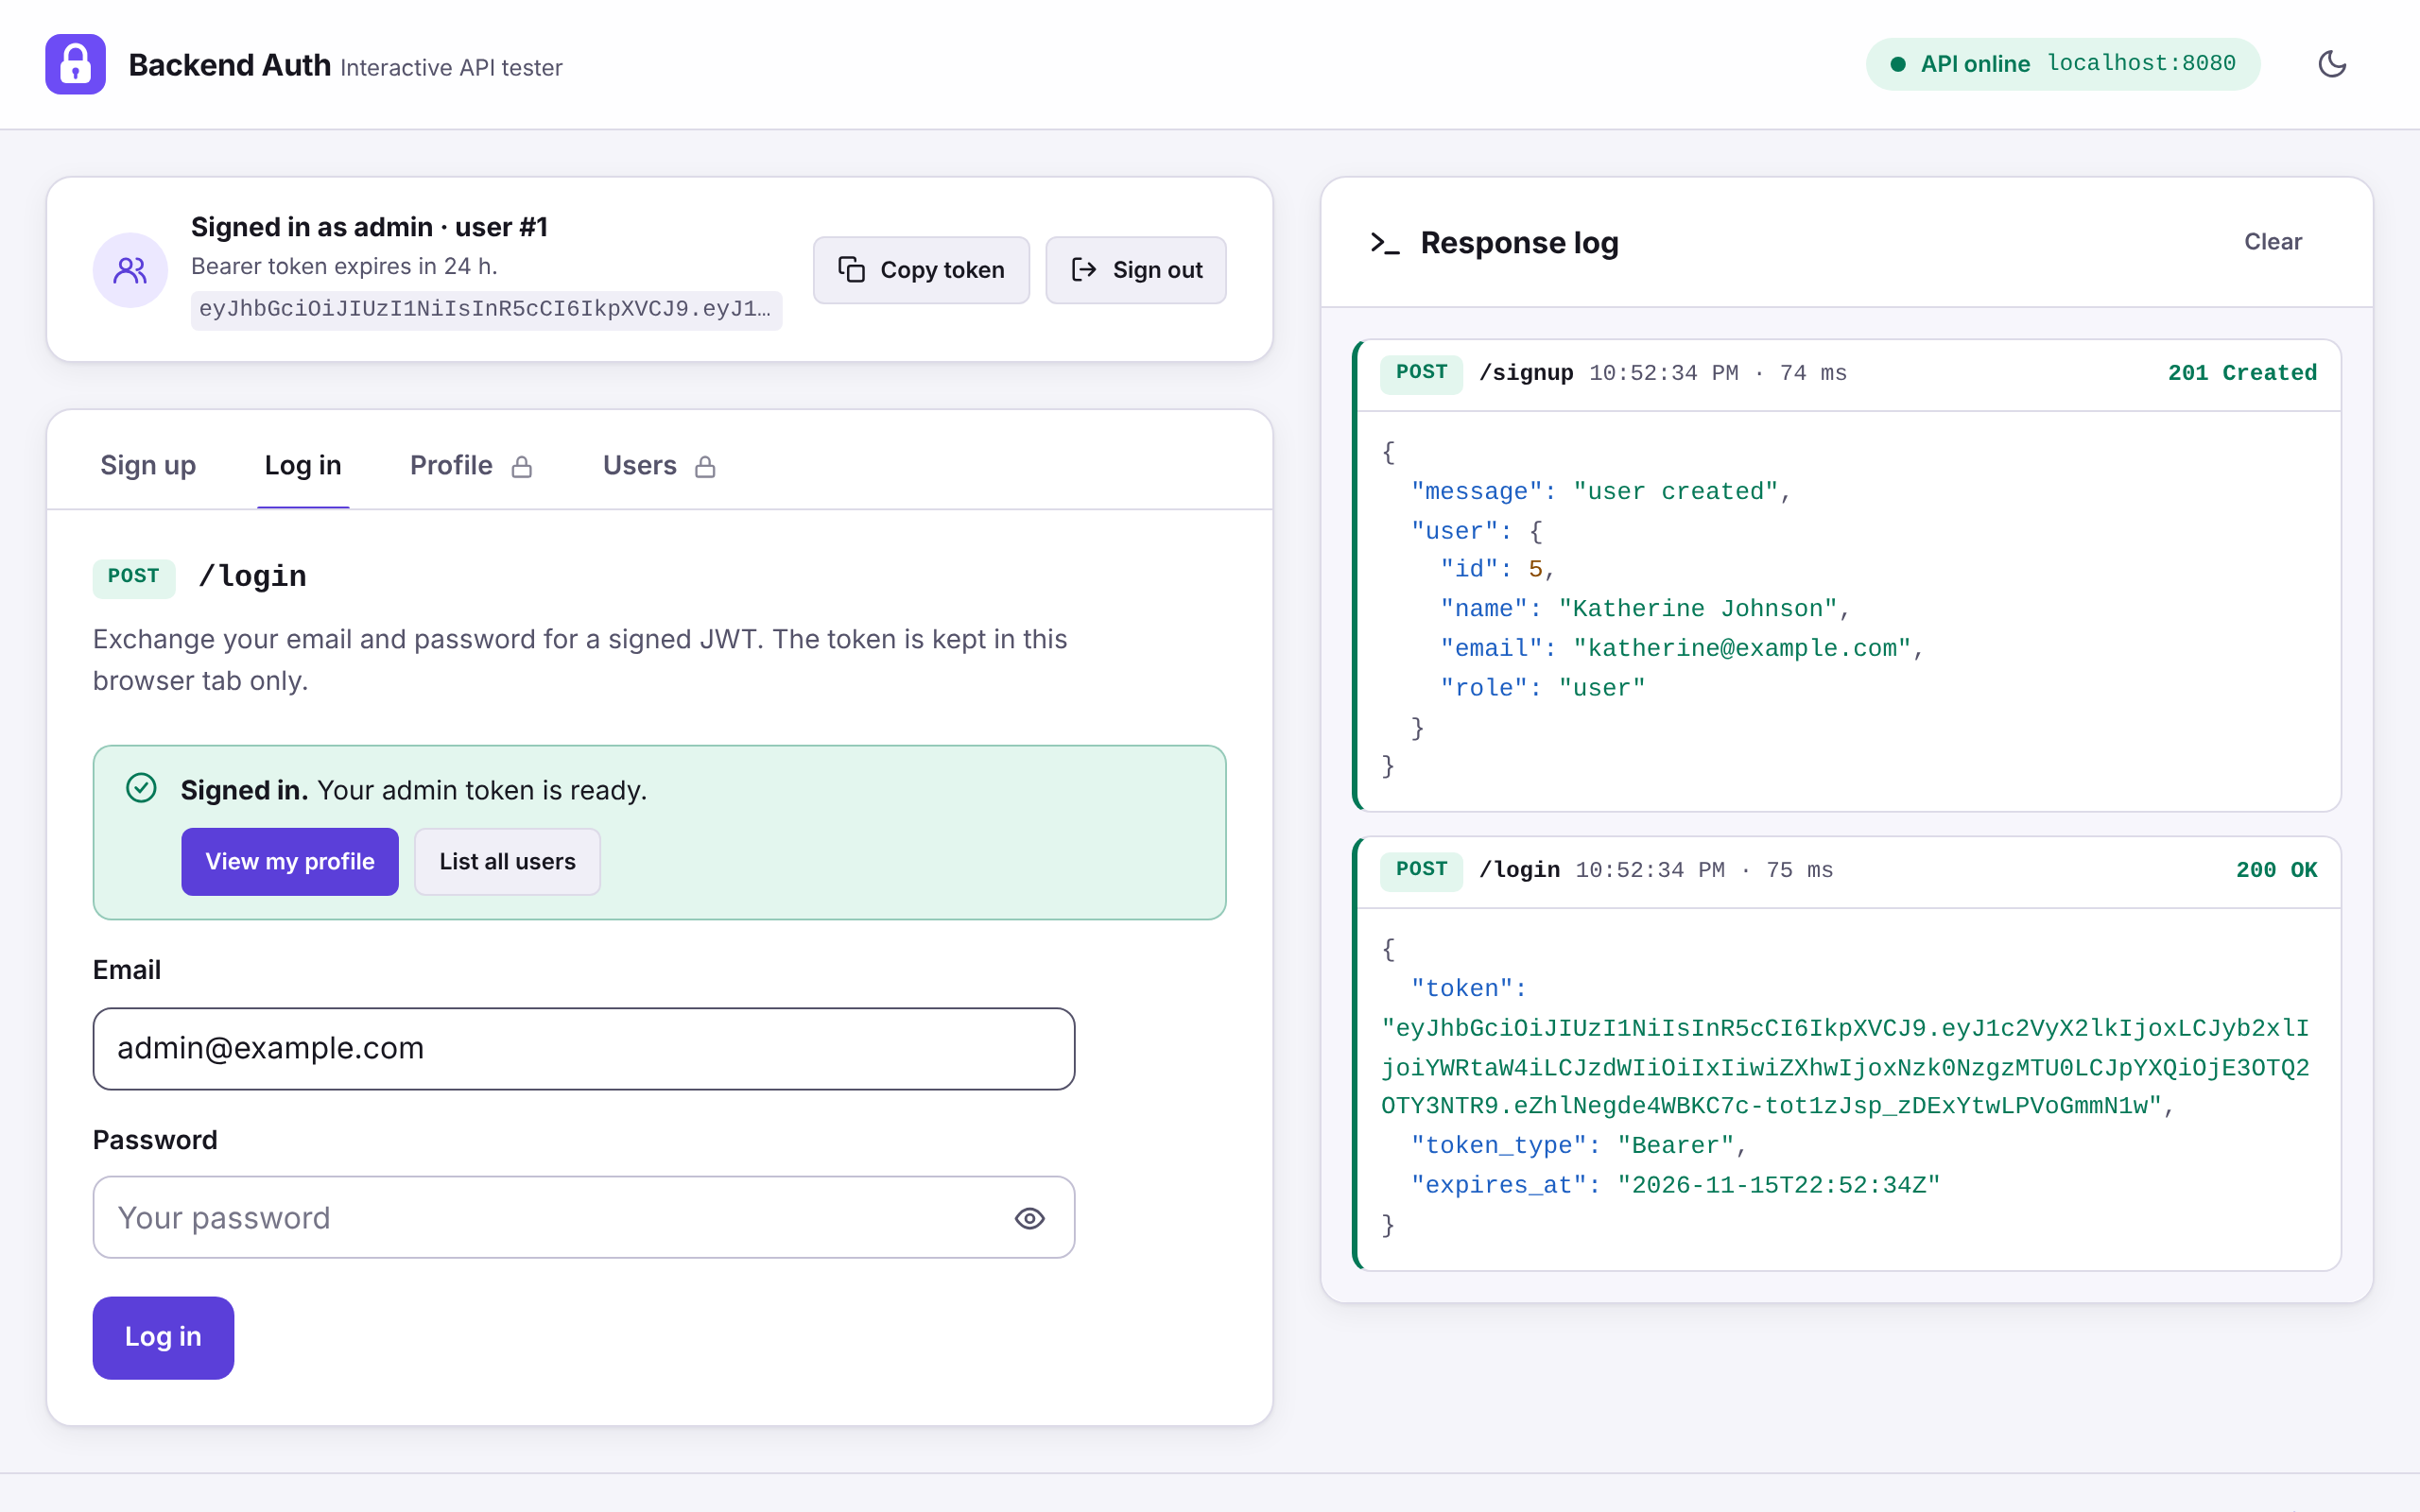 Backend Auth Interactive API tester
API online localhost:8080
Signed in as admin · user #1
Bearer token expires in 24 h.
eyJhbGciOiJIUzI1NiIsInR5cCI6IkpXVCJ9.eyJ1…
Copy token
Sign out
Sign up
Log in
Profile
Users
POST /login
Exchange your email and password for a signed JWT. The token is kept in this
browser tab only.
Signed in. Your admin token is ready.
View my profile
List all users
Email
admin@example.com
Password
Your password
Log in
Response log
Clear
POST /signup 10:52:34 PM · 74 ms 201 Created
{
"message": "user created",
"user": {
"id": 5,
"name": "Katherine Johnson",
"email": "katherine@example.com",
"role": "user"
}
}
POST /login 10:52:34 PM · 75 ms 200 OK
{
"token":
"eyJhbGciOiJIUzI1NiIsInR5cCI6IkpXVCJ9.eyJ1c2VyX2lkIjoxLCJyb2xlI
joiYWRtaW4iLCJzdWIiOiIxIiwiZXhwIjoxNzk0NzgzMTU0LCJpYXQiOjE3OTQ2
OTY3NTR9.eZhlNegde4WBKC7c-tot1zJsp_zDExYtwLPVoGmmN1w",
"token_type": "Bearer",
"expires_at": "2026-11-15T22:52:34Z"
}